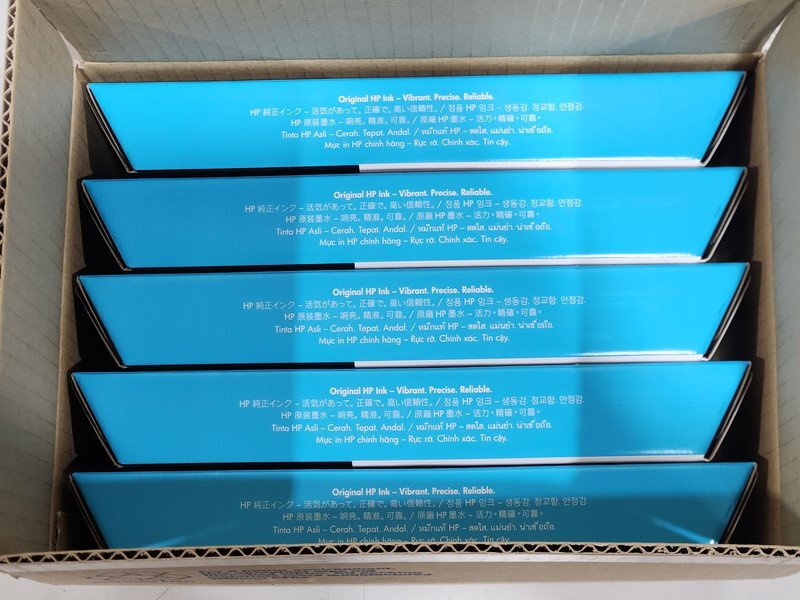 Original HP Ink – Vibrant. Precise. Reliable.
HP 純正インク – 活気があって。正確で。高い信頼性。/ 정품 HP 잉크 – 생동감. 정교함. 안정감.
HP 原装墨水 – 响亮。精准。可靠。/ 原廠 HP 墨水 – 活力。精確。可靠。
Tinta HP Asli – Cerah. Tepat. Andal. / หมึกแท้ HP – สดใส. แม่นยำ. น่าเชื่อถือ.
Mực in HP chính hãng – Rực rỡ. Chính xác. Tin cậy.
Original HP Ink – Vibrant. Precise. Reliable.
HP 純正インク – 活気があって。正確で。高い信頼性。/ 정품 HP 잉크 – 생동감. 정교함. 안정감.
HP 原装墨水 – 响亮。精准。可靠。/ 原廠 HP 墨水 – 活力。精確。可靠。
Tinta HP Asli – Cerah. Tepat. Andal. / หมึกแท้ HP – สดใส. แม่นยำ. น่าเชื่อถือ.
Mực in HP chính hãng – Rực rỡ. Chính xác. Tin cậy.
Original HP Ink – Vibrant. Precise. Reliable.
HP 純正インク – 活気があって。正確で。高い信頼性。/ 정품 HP 잉크 – 생동감. 정교함. 안정감.
HP 原装墨水 – 响亮。精准。可靠。/ 原廠 HP 墨水 – 活力。精確。可靠。
Tinta HP Asli – Cerah. Tepat. Andal. / หมึกแท้ HP – สดใส. แม่นยำ. น่าเชื่อถือ.
Mực in HP chính hãng – Rực rỡ. Chính xác. Tin cậy.
Original HP Ink – Vibrant. Precise. Reliable.
HP 純正インク – 活気があって。正確で。高い信頼性。/ 정품 HP 잉크 – 생동감. 정교함. 안정감.
HP 原装墨水 – 响亮。精准。可靠。/ 原廠 HP 墨水 – 活力。精確。可靠。
Tinta HP Asli – Cerah. Tepat. Andal. / หมึกแท้ HP – สดใส. แม่นยำ. น่าเชื่อถือ.
Mực in HP chính hãng – Rực rỡ. Chính xác. Tin cậy.
Original HP Ink – Vibrant. Precise. Reliable.
HP 純正インク – 活気があって。正確で。高い信頼性。/ 정품 HP 잉크 – 생동감. 정교함. 안정감.
HP 原装墨水 – 响亮。精准。可靠。/ 原廠 HP 墨水 – 活力。精確。可靠。
Tinta HP Asli – Cerah. Tepat. Andal. / หมึกแท้ HP – สดใส. แม่นยำ. น่าเชื่อถือ.
Mực in HP chính hãng – Rực rỡ. Chính xác. Tin cậy.